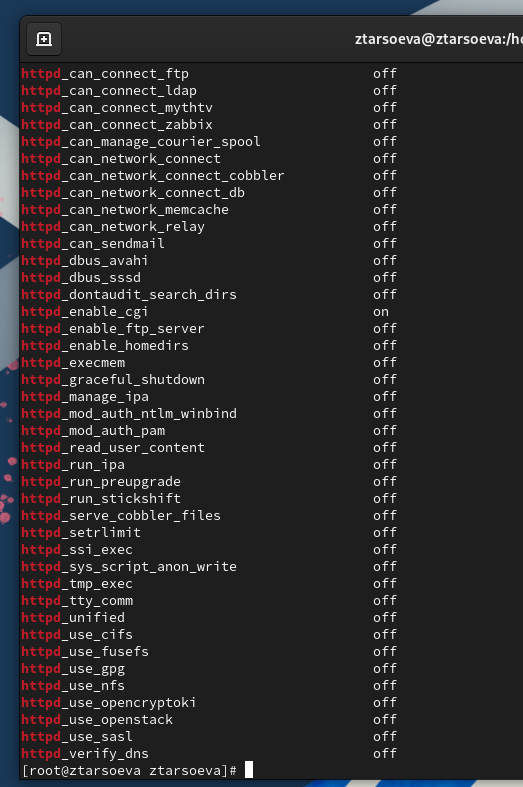 ztarsoeva@ztarsoeva:/h
httpd_can_connect_ftp off
httpd_can_connect_ldap off
httpd_can_connect_mythtv off
httpd_can_connect_zabbix off
httpd_can_manage_courier_spool off
httpd_can_network_connect off
httpd_can_network_connect_cobbler off
httpd_can_network_connect_db off
httpd_can_network_memcache off
httpd_can_network_relay off
httpd_can_sendmail off
httpd_dbus_avahi off
httpd_dbus_sssd off
httpd_dontaudit_search_dirs off
httpd_enable_cgi on
httpd_enable_ftp_server off
httpd_enable_homedirs off
httpd_execmem off
httpd_graceful_shutdown off
httpd_manage_ipa off
httpd_mod_auth_ntlm_winbind off
httpd_mod_auth_pam off
httpd_read_user_content off
httpd_run_ipa off
httpd_run_preupgrade off
httpd_run_stickshift off
httpd_serve_cobbler_files off
httpd_setrlimit off
httpd_ssi_exec off
httpd_sys_script_anon_write off
httpd_tmp_exec off
httpd_tty_comm off
httpd_unified off
httpd_use_cifs off
httpd_use_fusefs off
httpd_use_gpg off
httpd_use_nfs off
httpd_use_opencryptoki off
httpd_use_openstack off
httpd_use_sasl off
httpd_verify_dns off
[root@ztarsoeva ztarsoeva]#